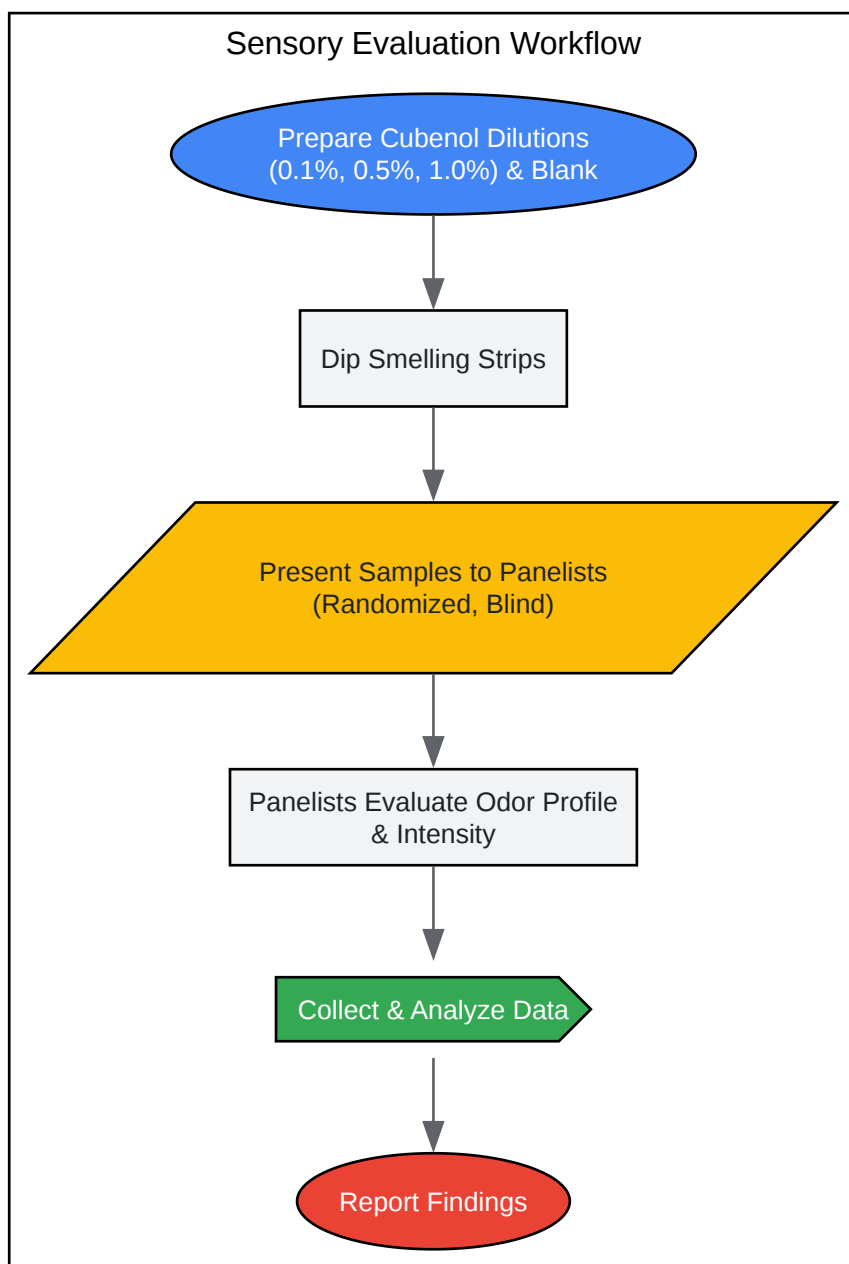 Sensory Evaluation Workflow
Prepare Cubenol Dilutions
(0.1%, 0.5%, 1.0%) & Blank
Dip Smelling Strips
Present Samples to Panelists
(Randomized, Blind)
Panelists Evaluate Odor Profile
& Intensity
Collect & Analyze Data
Report Findings